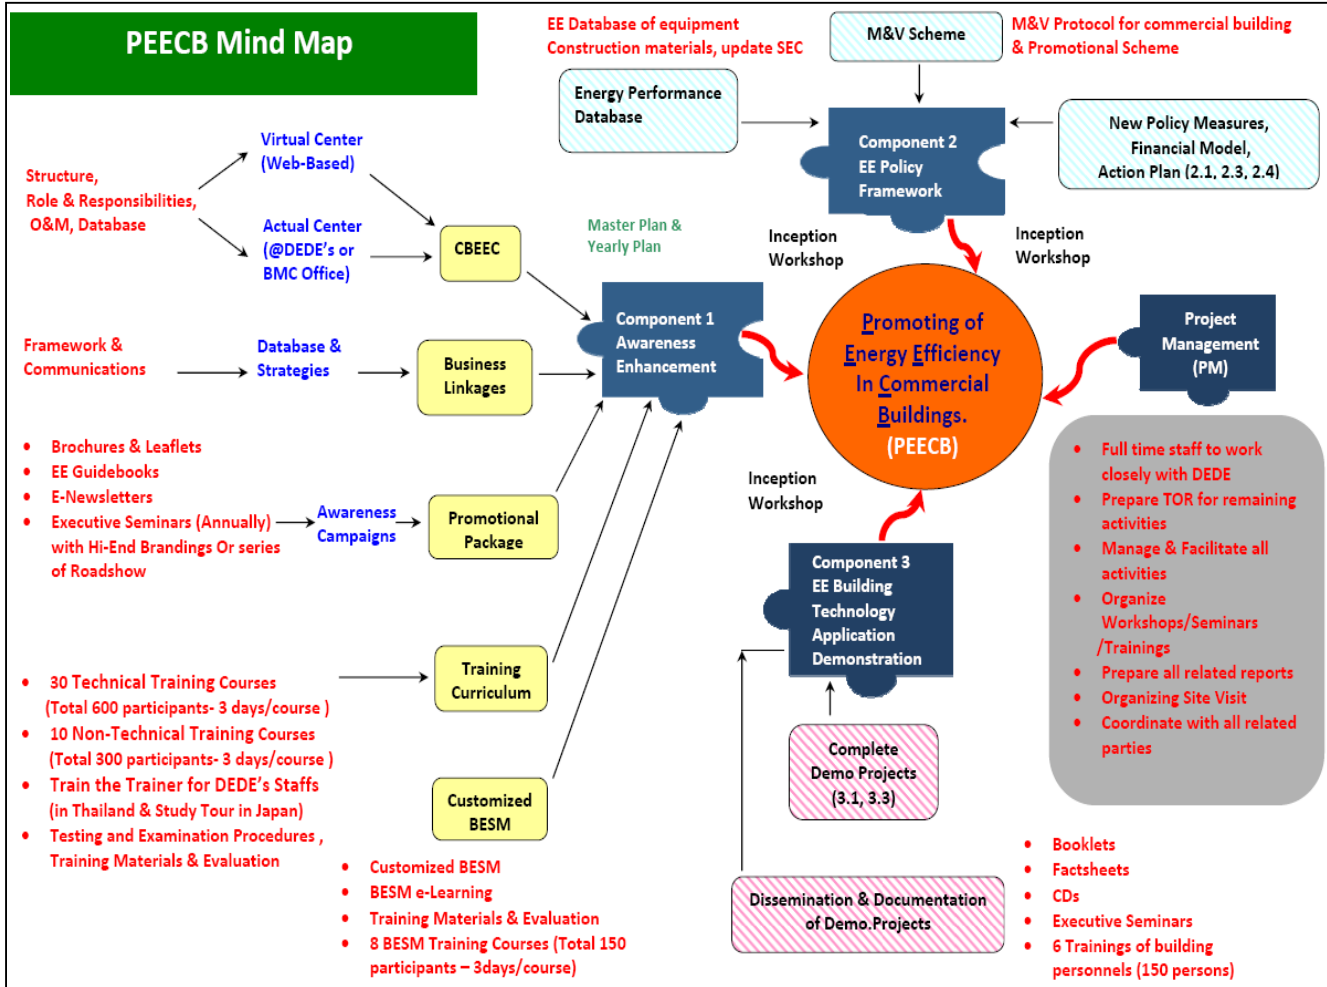 PEECB Mind Map
EE Database of equipment
Construction materials, update SEC
M&V Scheme
M&V Protocol for commercial building
& Promotional Scheme
Energy Performance
Database
New Policy Measures,
Financial Model,
Action Plan (2.1, 2.3, 2.4)
Component 2
EE Policy
Framework
Virtual Center
(Web-Based)
Structure,
Role & Responsibilities,
O&M, Database
Actual Center
(@DEDE's or
BMC Office)
CBEEC
Master Plan &
Yearly Plan
Inception
Workshop
Inception
Workshop
Component 1
Awareness
Enhancement
Promoting of
Energy Efficiency
In Commercial
Buildings.
(PEECB)
Project
Management
(PM)
Framework &
Communications
Database &
Strategies
Business
Linkages
• Brochures & Leaflets
• EE Guidebooks
• E-Newsletters
• Executive Seminars (Annually)
with Hi-End Brandings Or series
of Roadshow
Awareness
Campaigns
Promotional
Package
Inception
Workshop
• Full time staff to work
closely with DEDE
• Prepare TOR for remaining
activities
• Manage & Facilitate all
activities
• Organize
Workshops/Seminars
/Trainings
• Prepare all related reports
• Organizing Site Visit
• Coordinate with all related
parties
Component 3
EE Building
Technology
Application
Demonstration
• 30 Technical Training Courses
(Total 600 participants- 3 days/course )
• 10 Non-Technical Training Courses
(Total 300 participants- 3 days/course )
• Train the Trainer for DEDE's Staffs
(in Thailand & Study Tour in Japan)
• Testing and Examination Procedures ,
Training Materials & Evaluation
Training
Curriculum
Complete
Demo Projects
(3.1, 3.3)
Customized
BESM
• Customized BESM
• BESM e-Learning
• Training Materials & Evaluation
• 8 BESM Training Courses (Total 150
participants – 3days/course)
Dissemination & Documentation
of Demo.Projects
• Booklets
• Factsheets
• CDs
• Executive Seminars
• 6 Trainings of building
personnels (150 persons)